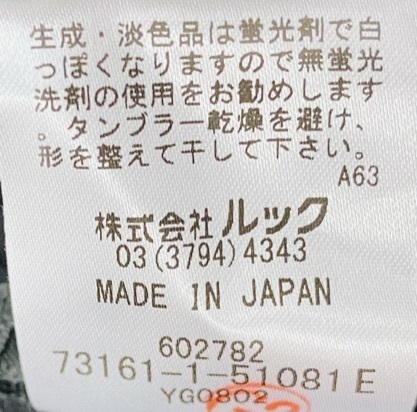 生成・淡色品は蛍光剤で白
っぽくなりますので無蛍光
洗剤の使用をお勧めします
。タンブラー乾燥を避け、
形を整えて干して下さい。
A63
株式会社 ルック
03(3794)4343
MADE IN JAPAN
602782
73161-1-51081 E
YG0802